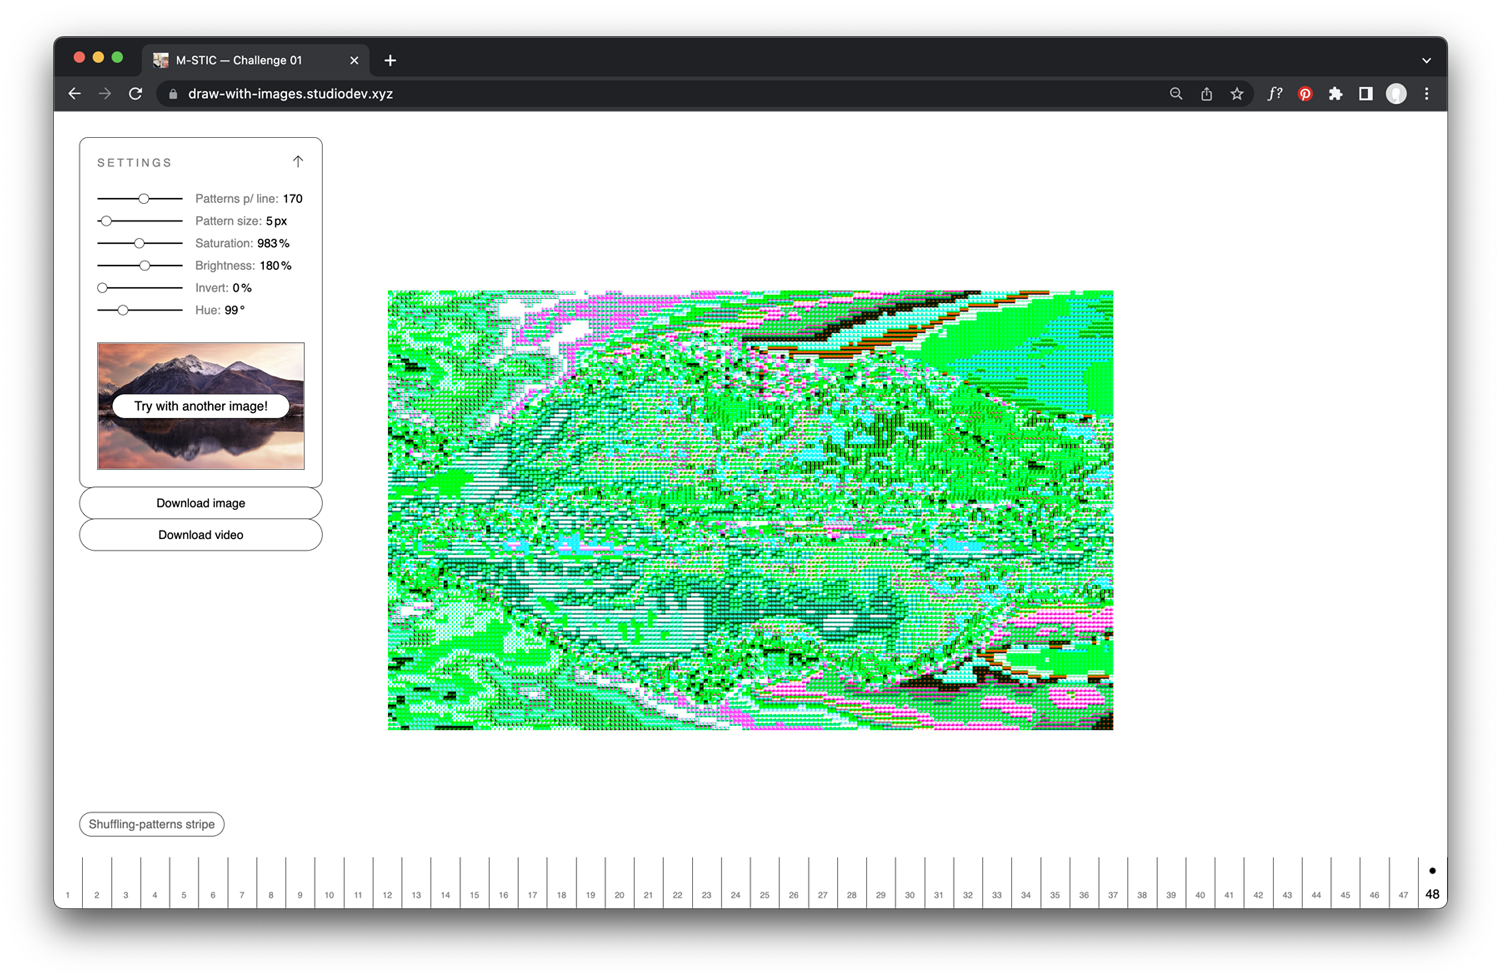 M-STIC — Challenge 01
draw-with-images.studiodev.xyz
f?
SETTINGS
Patterns p/ line: 170
Pattern size: 5px
Saturation: 983%
Brightness: 180%
Invert: 0%
Hue: 99°
Try with another image!
Download image
Download video
Shuffling-patterns stripe
1 2 3 4 5 6 7 8 9 10 11 12 13 14 15 16 17 18 19 20 21 22 23 24 25 26 27 28 29 30 31 32 33 34 35 36 37 38 39 40 41 42 43 44 45 46 47 48